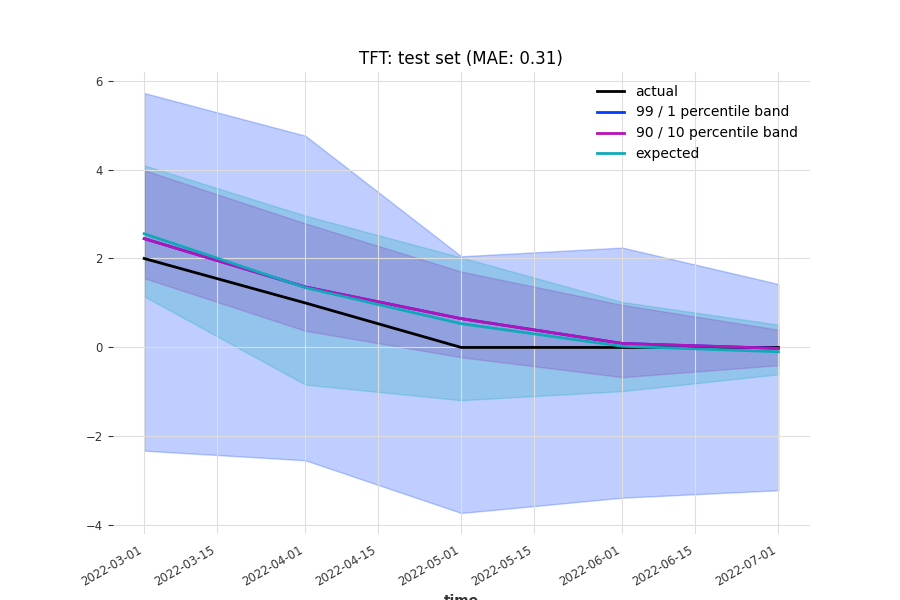 TFT: test set (MAE: 0.31)
actual
99 / 1 percentile band
90 / 10 percentile band
expected
6
4
2
0
−2
−4
2022-03-01
2022-03-15
2022-04-01
2022-04-15
2022-05-01
2022-05-15
2022-06-01
2022-06-15
2022-07-01
time